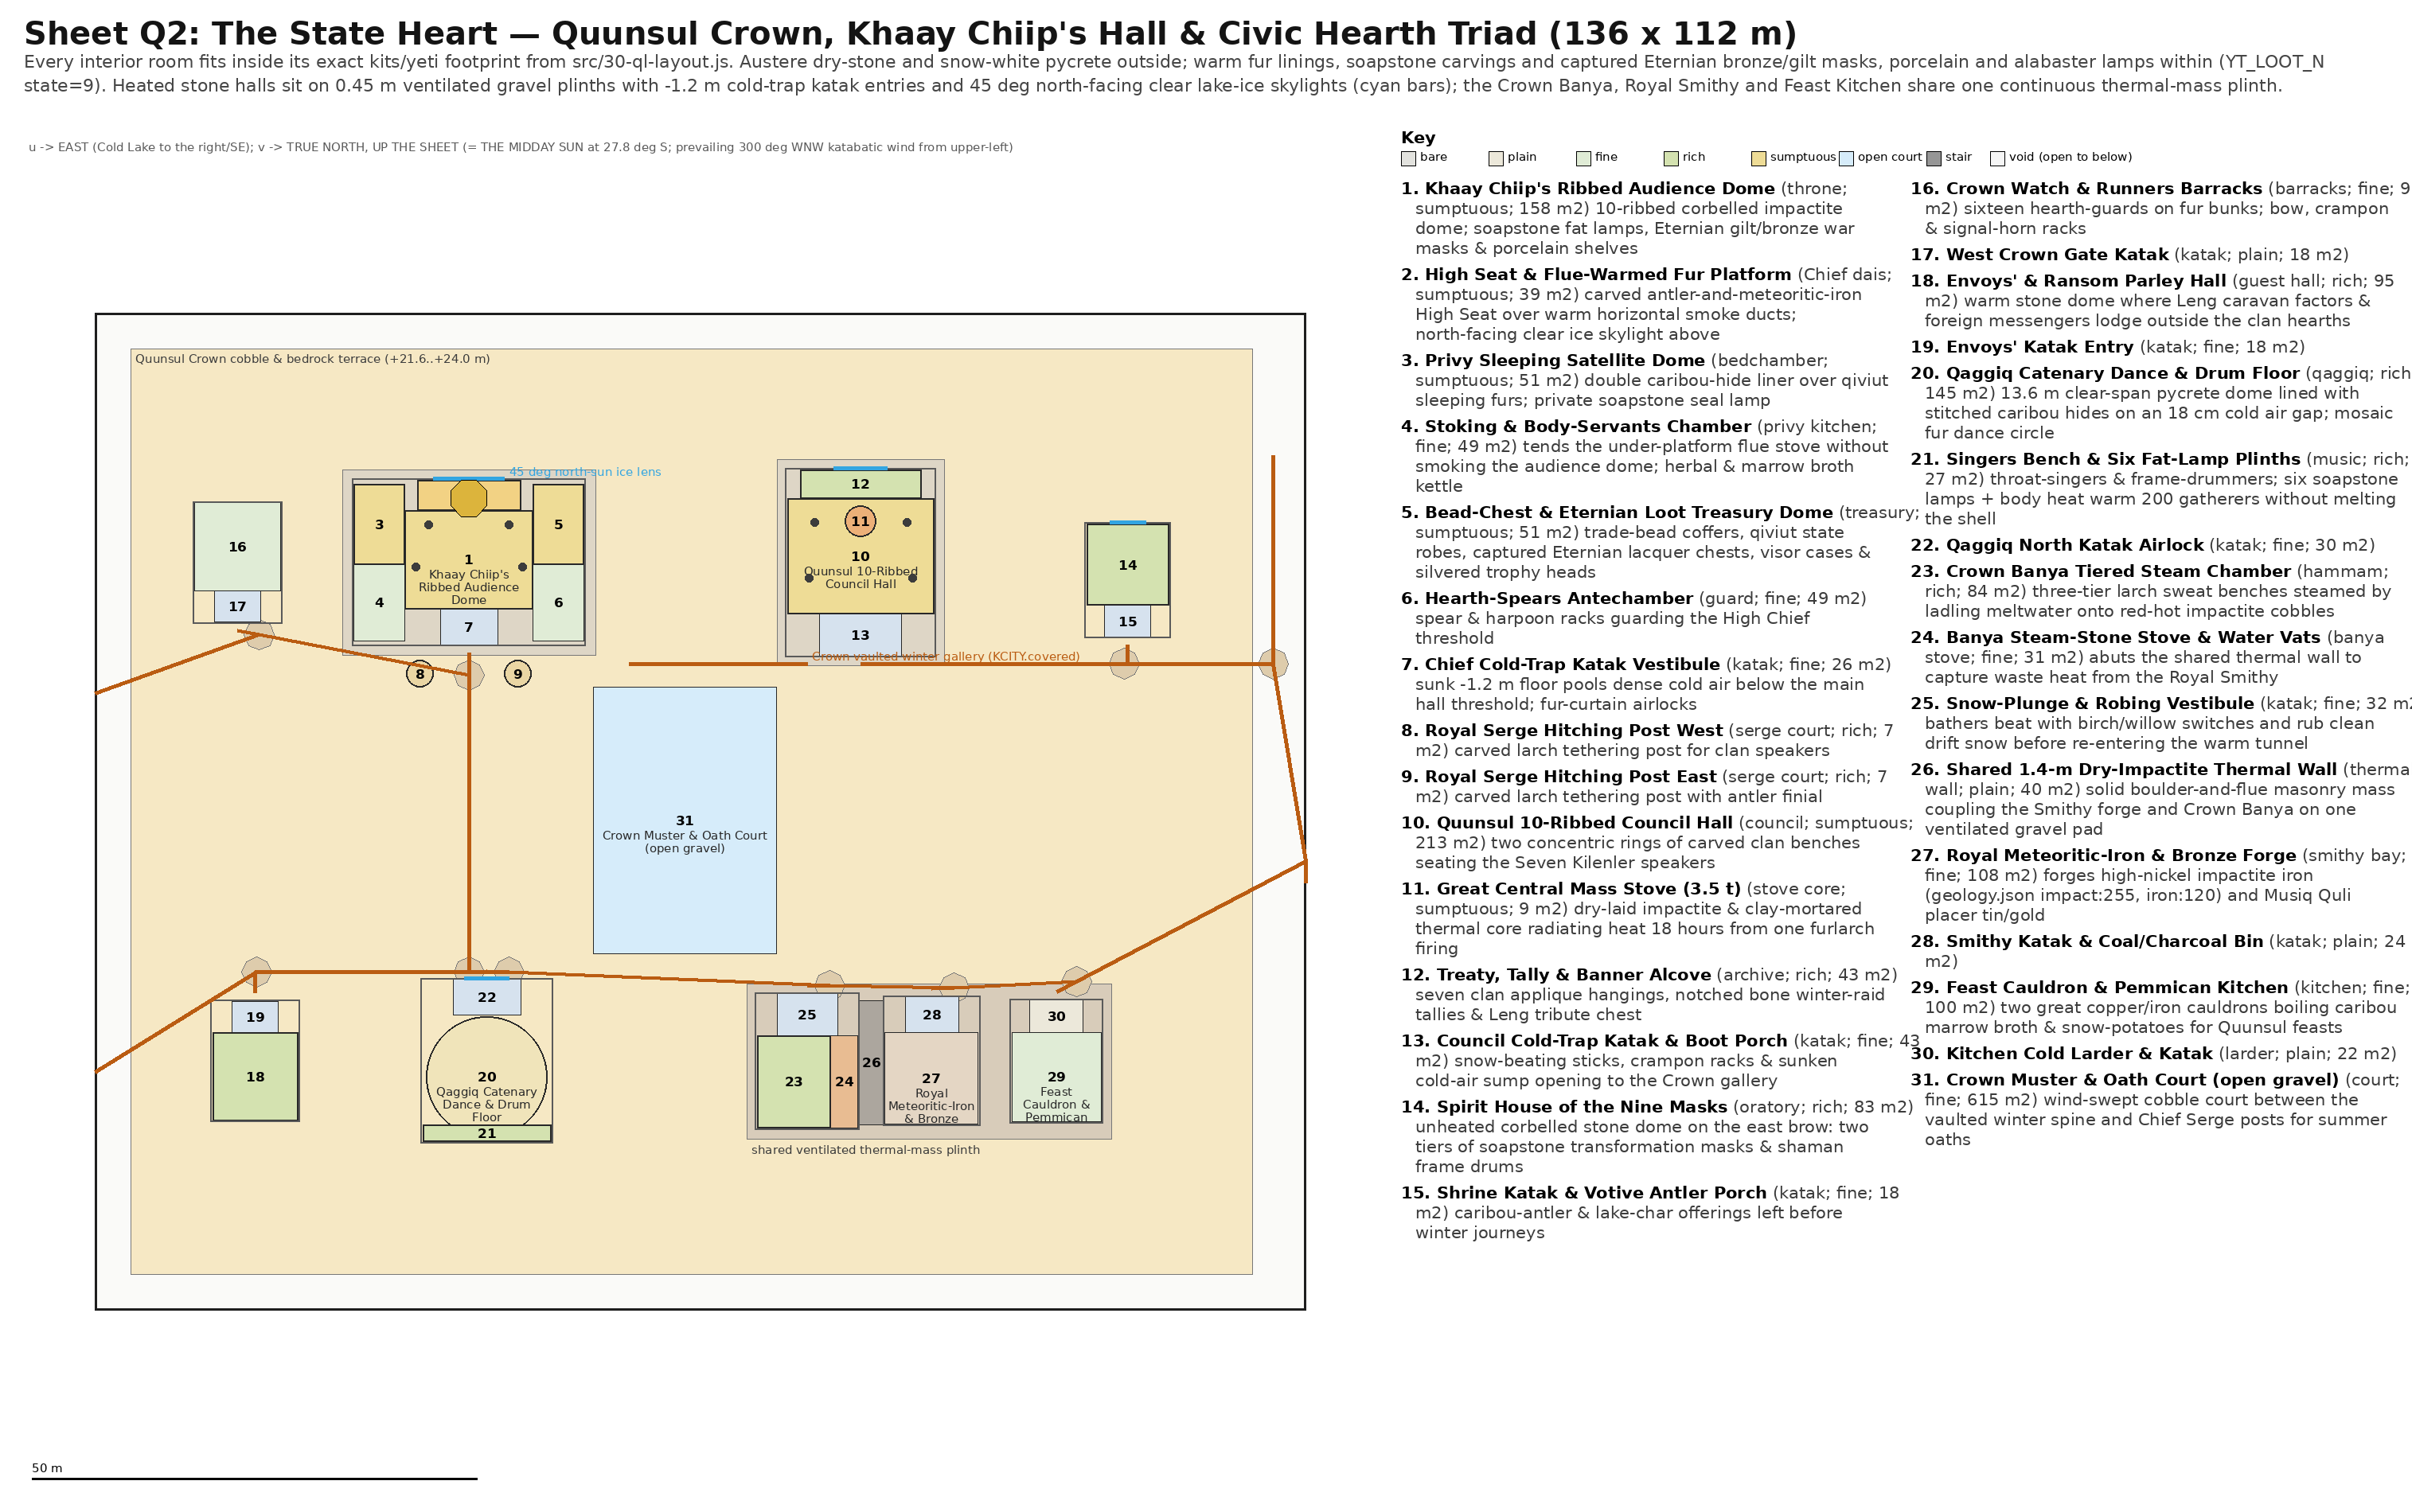 Sheet Q2: The State Heart — Quunsul Crown, Khaay Chiip's Hall & Civic Hearth Triad (136 x 112 m)
Every interior room fits inside its exact kits/yeti footprint from src/30-ql-layout.js. Austere dry-stone and snow-white pycrete outside; warm fur linings, soapstone carvings and captured Eternian bronze/gilt masks, porcelain and alabaster lamps within (YT_LOOT_N
state=9). Heated stone halls sit on 0.45 m ventilated gravel plinths with -1.2 m cold-trap katak entries and 45 deg north-facing clear lake-ice skylights (cyan bars); the Crown Banya, Royal Smithy and Feast Kitchen share one continuous thermal-mass plinth.
u -> EAST (Cold Lake to the right/SE); v -> TRUE NORTH, UP THE SHEET (= THE MIDDAY SUN at 27.8 deg S; prevailing 300 deg WNW katabatic wind from upper-left)
Quunsul Crown cobble & bedrock terrace (+21.6..+24.0 m)
45 deg north-sun ice lens
12
3
5
11
16
1
Khaay Chiip's
Ribbed Audience
Dome
10
Quunsul 10-Ribbed
Council Hall
14
4
6
17
7
13
15
Crown vaulted winter gallery (KCITY.covered)
8
9
31
Crown Muster & Oath Court
(open gravel)
22
19
25
28
30
18
20
Qaggiq Catenary
Dance & Drum
Floor
21
23
24
26
27
Royal
Meteoritic-Iron
& Bronze
29
Feast
Cauldron &
Pemmican
shared ventilated thermal-mass plinth
50 m
Key
bare
plain
fine
rich
sumptuous
open court
stair
void (open to below)
1. Khaay Chiip's Ribbed Audience Dome (throne;
sumptuous; 158 m2) 10-ribbed corbelled impactite
dome; soapstone fat lamps, Eternian gilt/bronze war
masks & porcelain shelves
2. High Seat & Flue-Warmed Fur Platform (Chief dais;
sumptuous; 39 m2) carved antler-and-meteoritic-iron
High Seat over warm horizontal smoke ducts;
north-facing clear ice skylight above
3. Privy Sleeping Satellite Dome (bedchamber;
sumptuous; 51 m2) double caribou-hide liner over qiviut
sleeping furs; private soapstone seal lamp
4. Stoking & Body-Servants Chamber (privy kitchen;
fine; 49 m2) tends the under-platform flue stove without
smoking the audience dome; herbal & marrow broth
kettle
5. Bead-Chest & Eternian Loot Treasury Dome (treasury;
sumptuous; 51 m2) trade-bead coffers, qiviut state
robes, captured Eternian lacquer chests, visor cases &
silvered trophy heads
6. Hearth-Spears Antechamber (guard; fine; 49 m2)
spear & harpoon racks guarding the High Chief
threshold
7. Chief Cold-Trap Katak Vestibule (katak; fine; 26 m2)
sunk -1.2 m floor pools dense cold air below the main
hall threshold; fur-curtain airlocks
8. Royal Serge Hitching Post West (serge court; rich; 7
m2) carved larch tethering post for clan speakers
9. Royal Serge Hitching Post East (serge court; rich; 7
m2) carved larch tethering post with antler finial
10. Quunsul 10-Ribbed Council Hall (council; sumptuous;
213 m2) two concentric rings of carved clan benches
seating the Seven Kilenler speakers
11. Great Central Mass Stove (3.5 t) (stove core;
sumptuous; 9 m2) dry-laid impactite & clay-mortared
thermal core radiating heat 18 hours from one furlarch
firing
12. Treaty, Tally & Banner Alcove (archive; rich; 43 m2)
seven clan applique hangings, notched bone winter-raid
tallies & Leng tribute chest
13. Council Cold-Trap Katak & Boot Porch (katak; fine; 43
m2) snow-beating sticks, crampon racks & sunken
cold-air sump opening to the Crown gallery
14. Spirit House of the Nine Masks (oratory; rich; 83 m2)
unheated corbelled stone dome on the east brow: two
tiers of soapstone transformation masks & shaman
frame drums
15. Shrine Katak & Votive Antler Porch (katak; fine; 18
m2) caribou-antler & lake-char offerings left before
winter journeys
16. Crown Watch & Runners Barracks (barracks; fine; 9
m2) sixteen hearth-guards on fur bunks; bow, crampon
& signal-horn racks
17. West Crown Gate Katak (katak; plain; 18 m2)
18. Envoys' & Ransom Parley Hall (guest hall; rich; 95
m2) warm stone dome where Leng caravan factors &
foreign messengers lodge outside the clan hearths
19. Envoys' Katak Entry (katak; fine; 18 m2)
20. Qaggiq Catenary Dance & Drum Floor (qaggiq; rich
145 m2) 13.6 m clear-span pycrete dome lined with
stitched caribou hides on an 18 cm cold air gap; mosaic
fur dance circle
21. Singers Bench & Six Fat-Lamp Plinths (music; rich;
27 m2) throat-singers & frame-drummers; six soapstone
lamps + body heat warm 200 gatherers without melting
the shell
22. Qaggiq North Katak Airlock (katak; fine; 30 m2)
23. Crown Banya Tiered Steam Chamber (hammam;
rich; 84 m2) three-tier larch sweat benches steamed by
ladling meltwater onto red-hot impactite cobbles
24. Banya Steam-Stone Stove & Water Vats (banya
stove; fine; 31 m2) abuts the shared thermal wall to
capture waste heat from the Royal Smithy
25. Snow-Plunge & Robing Vestibule (katak; fine; 32 m2
bathers beat with birch/willow switches and rub clean
drift snow before re-entering the warm tunnel
26. Shared 1.4-m Dry-Impactite Thermal Wall (therma
wall; plain; 40 m2) solid boulder-and-flue masonry mass
coupling the Smithy forge and Crown Banya on one
ventilated gravel pad
27. Royal Meteoritic-Iron & Bronze Forge (smithy bay;
fine; 108 m2) forges high-nickel impactite iron
(geology.json impact:255, iron:120) and Musiq Quli
placer tin/gold
28. Smithy Katak & Coal/Charcoal Bin (katak; plain; 24
m2)
29. Feast Cauldron & Pemmican Kitchen (kitchen; fine;
100 m2) two great copper/iron cauldrons boiling caribou
marrow broth & snow-potatoes for Quunsul feasts
30. Kitchen Cold Larder & Katak (larder; plain; 22 m2)
31. Crown Muster & Oath Court (open gravel) (court;
fine; 615 m2) wind-swept cobble court between the
vaulted winter spine and Chief Serge posts for summer
oaths